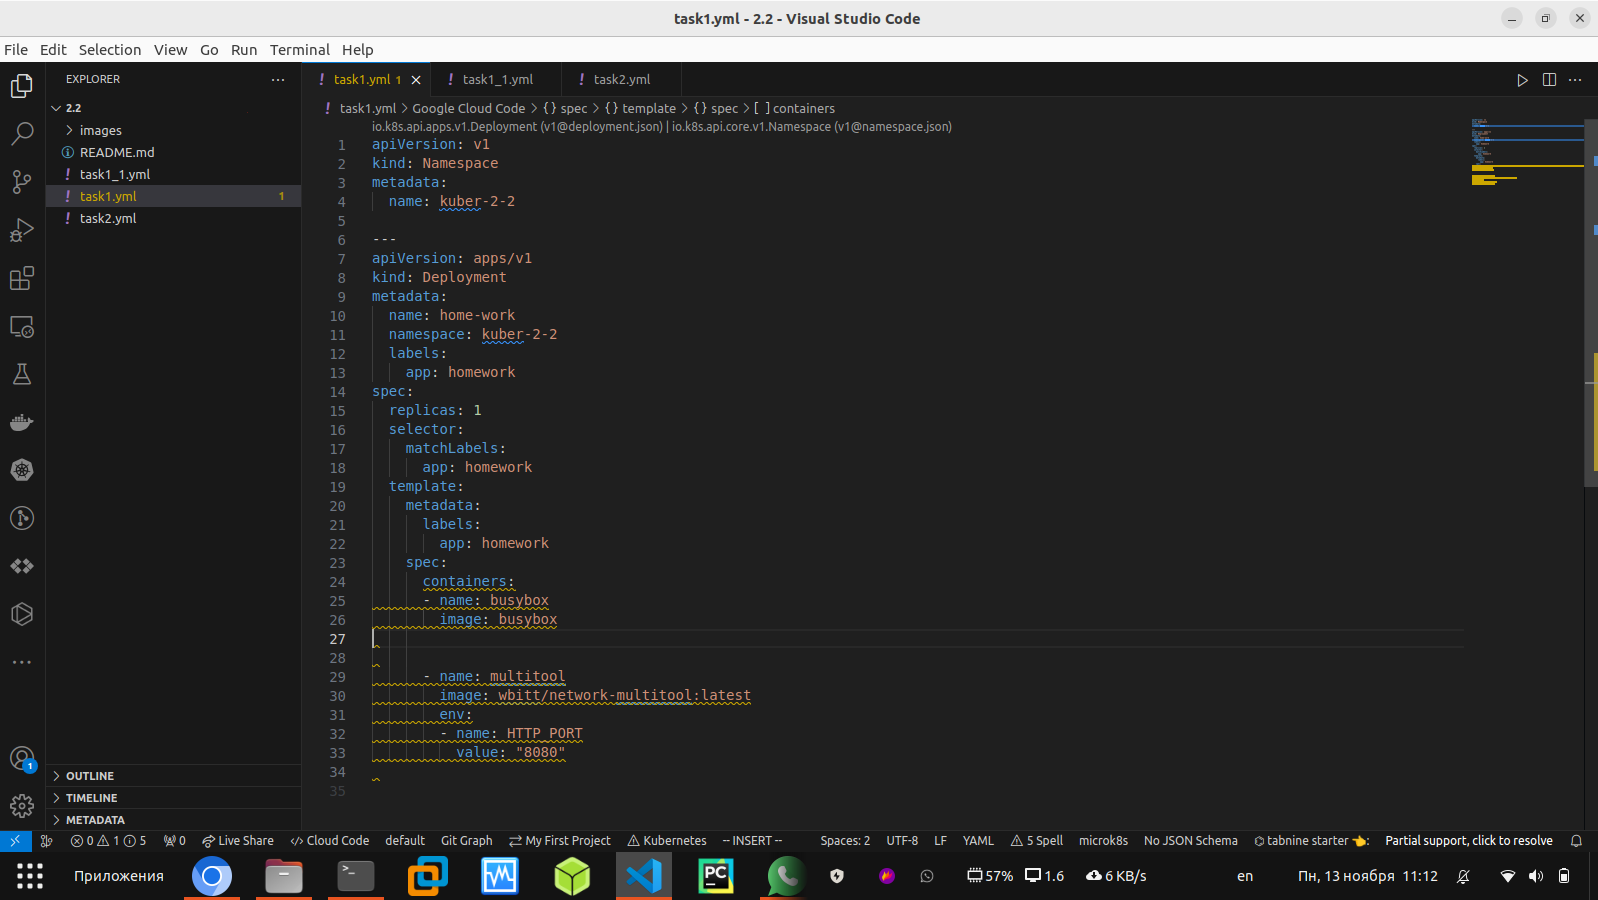 task1.yml - 2.2 - Visual Studio Code
File Edit Selection View Go Run Terminal Help
EXPLORER
2.2
images
README.md
task1_1.yml
task1.yml 1
task2.yml
OUTLINE
TIMELINE
METADATA
task1.yml 1 task1_1.yml task2.yml
task1.yml > Google Cloud Code > {} spec > {} template > {} spec > [ ] containers
io.k8s.api.apps.v1.Deployment (v1@deployment.json) | io.k8s.api.core.v1.Namespace (v1@namespace.json)
1 apiVersion: v1
2 kind: Namespace
3 metadata:
4 name: kuber-2-2
5
6 ---
7 apiVersion: apps/v1
8 kind: Deployment
9 metadata:
10 name: home-work
11 namespace: kuber-2-2
12 labels:
13 app: homework
14 spec:
15 replicas: 1
16 selector:
17 matchLabels:
18 app: homework
19 template:
20 metadata:
21 labels:
22 app: homework
23 spec:
24 containers:
25 - name: busybox
26 image: busybox
27
28
29 - name: multitool
30 image: wbitt/network-multitool:latest
31 env:
32 - name: HTTP_PORT
33 value: "8080"
34
35
1
0 1 5 0 Live Share Cloud Code default Git Graph My First Project Kubernetes -- INSERT -- Spaces: 2 UTF-8 LF YAML 5 Spell microk8s No JSON Schema tabnine starter 👈: Partial support, click to resolve
Приложения PC 57% 1.6 6 KB/s en Пн, 13 ноября 11:12